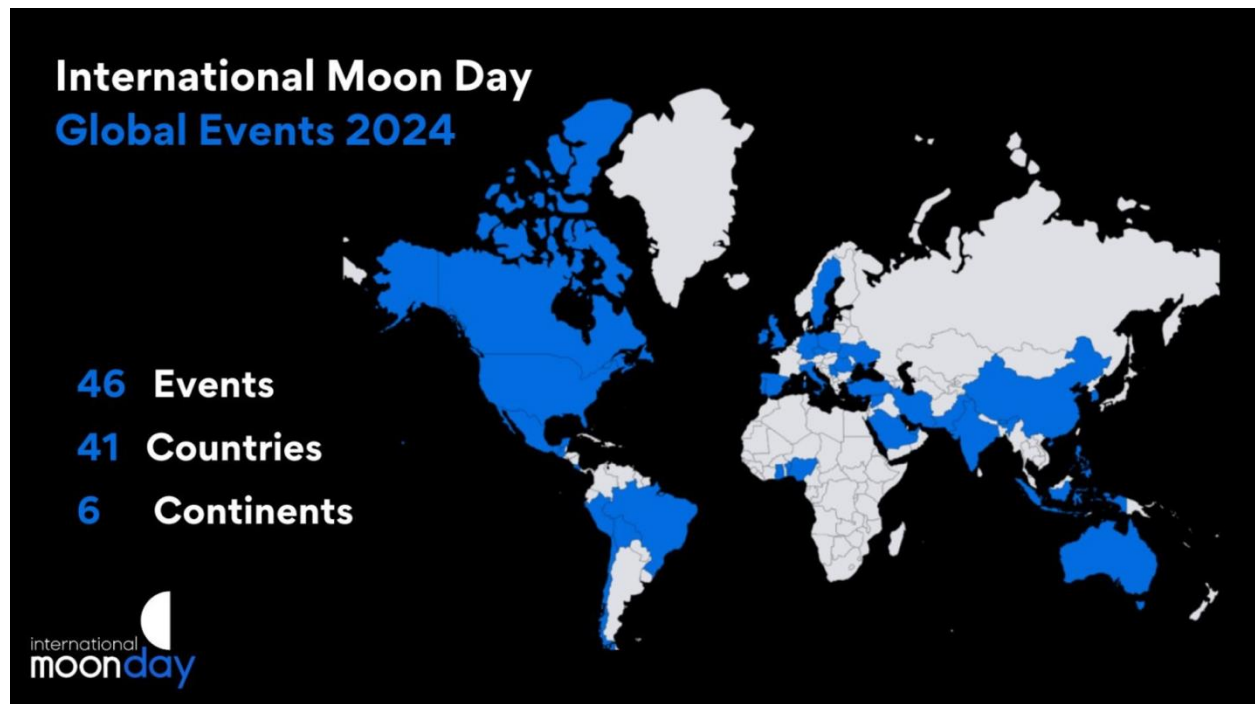 International Moon Day
Global Events 2024
46 Events
41 Countries
6 Continents
international
moonday